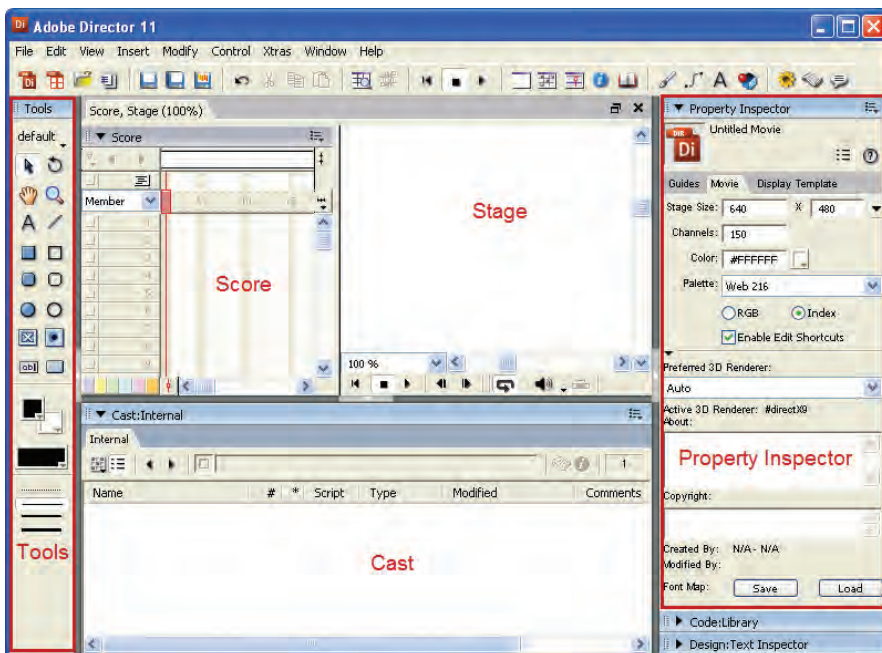 Adobe Director 11
File Edit View Insert Modify Control Xtras Window Help
Tools
default
Tools
Score, Stage (100%)
Score
Member
Score
Stage
100 %
Cast:Internal
Internal
1
Name # * Script Type Modified Comments
Cast
Property Inspector
Untitled Movie
Guides Movie Display Template
Stage Size: 640 X 480
Channels: 150
Color: #FFFFFF
Palette: Web 216
RGB Index
Enable Edit Shortcuts
Preferred 3D Renderer:
Auto
Active 3D Renderer: #directX9
About:
Property Inspector
Copyright:
Created By: N/A - N/A
Modified By:
Font Map: Save Load
Code:Library
Design:Text Inspector